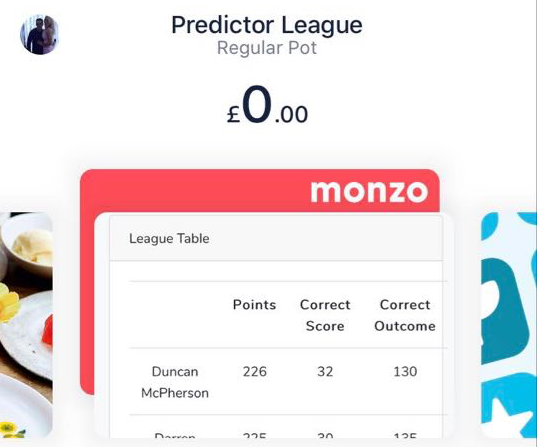 Predictor League
Regular Pot
£0.00
monzo
League Table
Points Correct Correct
Score Outcome
Duncan 226 32 130
McPherson
Darren 225 30 135